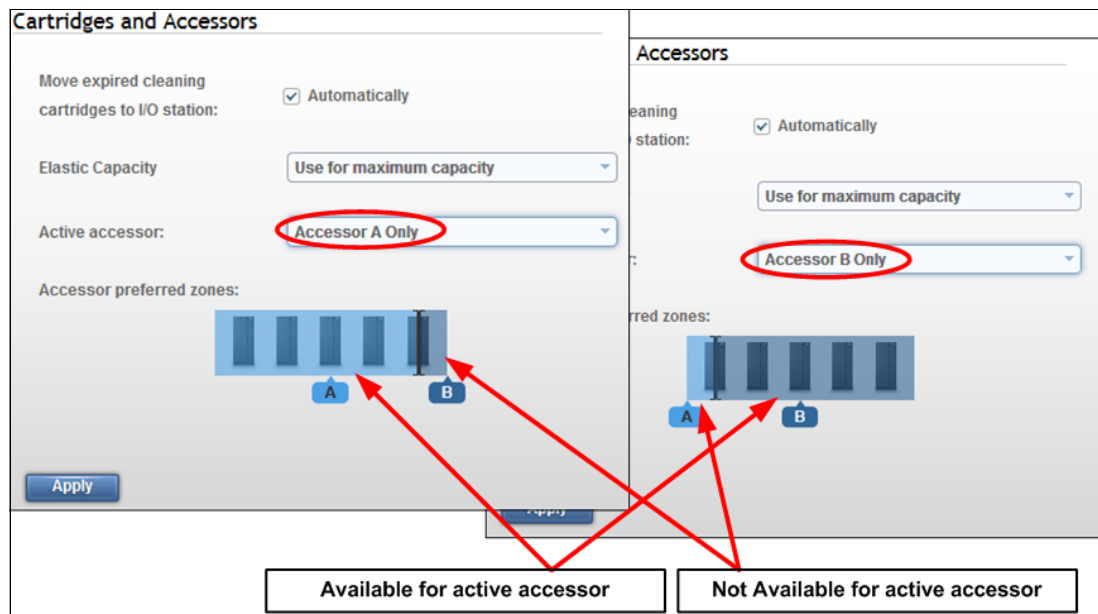 Cartridges and Accessors
Move expired cleaning
cartridges to I/O station:
Automatically
Elastic Capacity
Use for maximum capacity
Active accessor:
Accessor A Only
Accessor preferred zones:
A
B
Apply
Accessors
eaning
station:
Automatically
Use for maximum capacity
r:
Accessor B Only
rred zones:
A
B
Apply
Available for active accessor
Not Available for active accessor